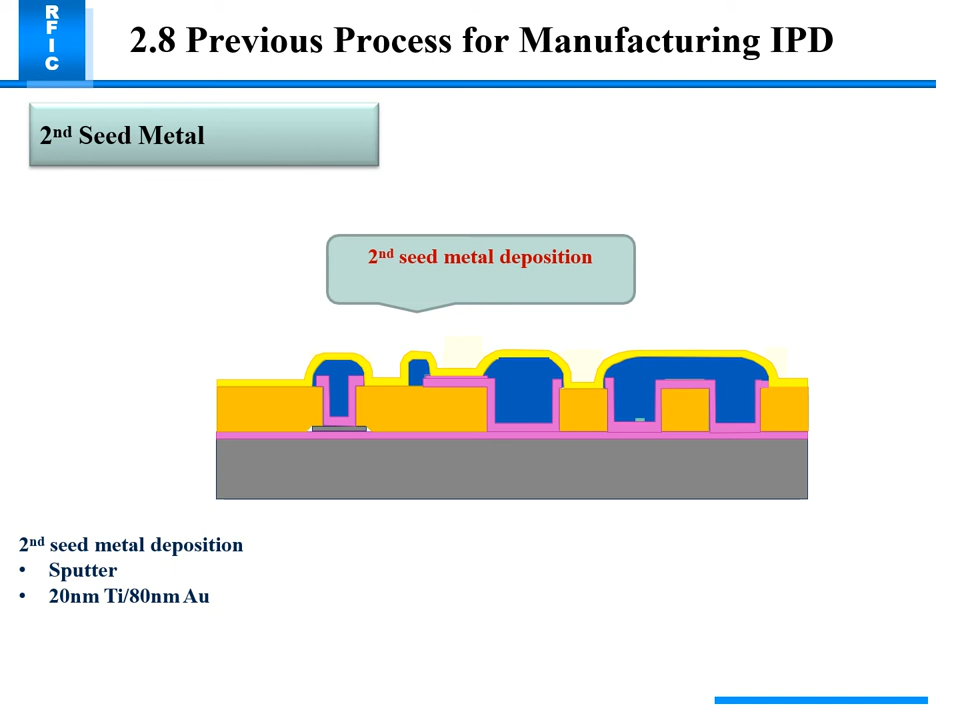 RFIC
2.8 Previous Process for Manufacturing IPD
2nd Seed Metal
2nd seed metal deposition
2nd seed metal deposition
• Sputter
• 20nm Ti/80nm Au